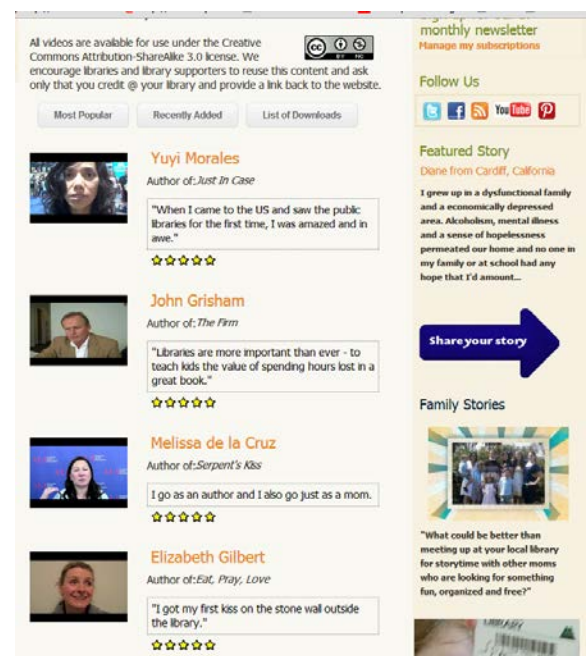 All videos are available for use under the Creative
Commons Attribution-ShareAlike 3.0 license. We
encourage libraries and library supporters to reuse this content and ask
only that you credit @ your library and provide a link back to the website.
cc
BY NC
Most Popular
Recently Added
List of Downloads
Yuyi Morales
Author of:Just In Case
"When I came to the US and saw the public
libraries for the first time, I was amazed and in
awe."
John Grisham
Author of:The Firm
"Libraries are more important than ever - to
teach kids the value of spending hours lost in a
great book."
Melissa de la Cruz
Author of:Serpent's Kiss
I go as an author and I also go just as a mom.
Elizabeth Gilbert
Author of:Eat, Pray, Love
"I got my first kiss on the stone wall outside
the library."
monthly newsletter
Manage my subscriptions
Follow Us
YouTube
Featured Story
Diane from Cardiff, California
I grew up in a dysfunctional family
and a economically depressed
area. Alcoholism, mental illness
and a sense of hopelessness
permeated our home and no one in
my family or at school had any
hope that I'd amount...
Share your story
Family Stories
"What could be better than
meeting up at your local library
for storytime with other moms
who are looking for something
fun, organized and free?"
LIBRARY